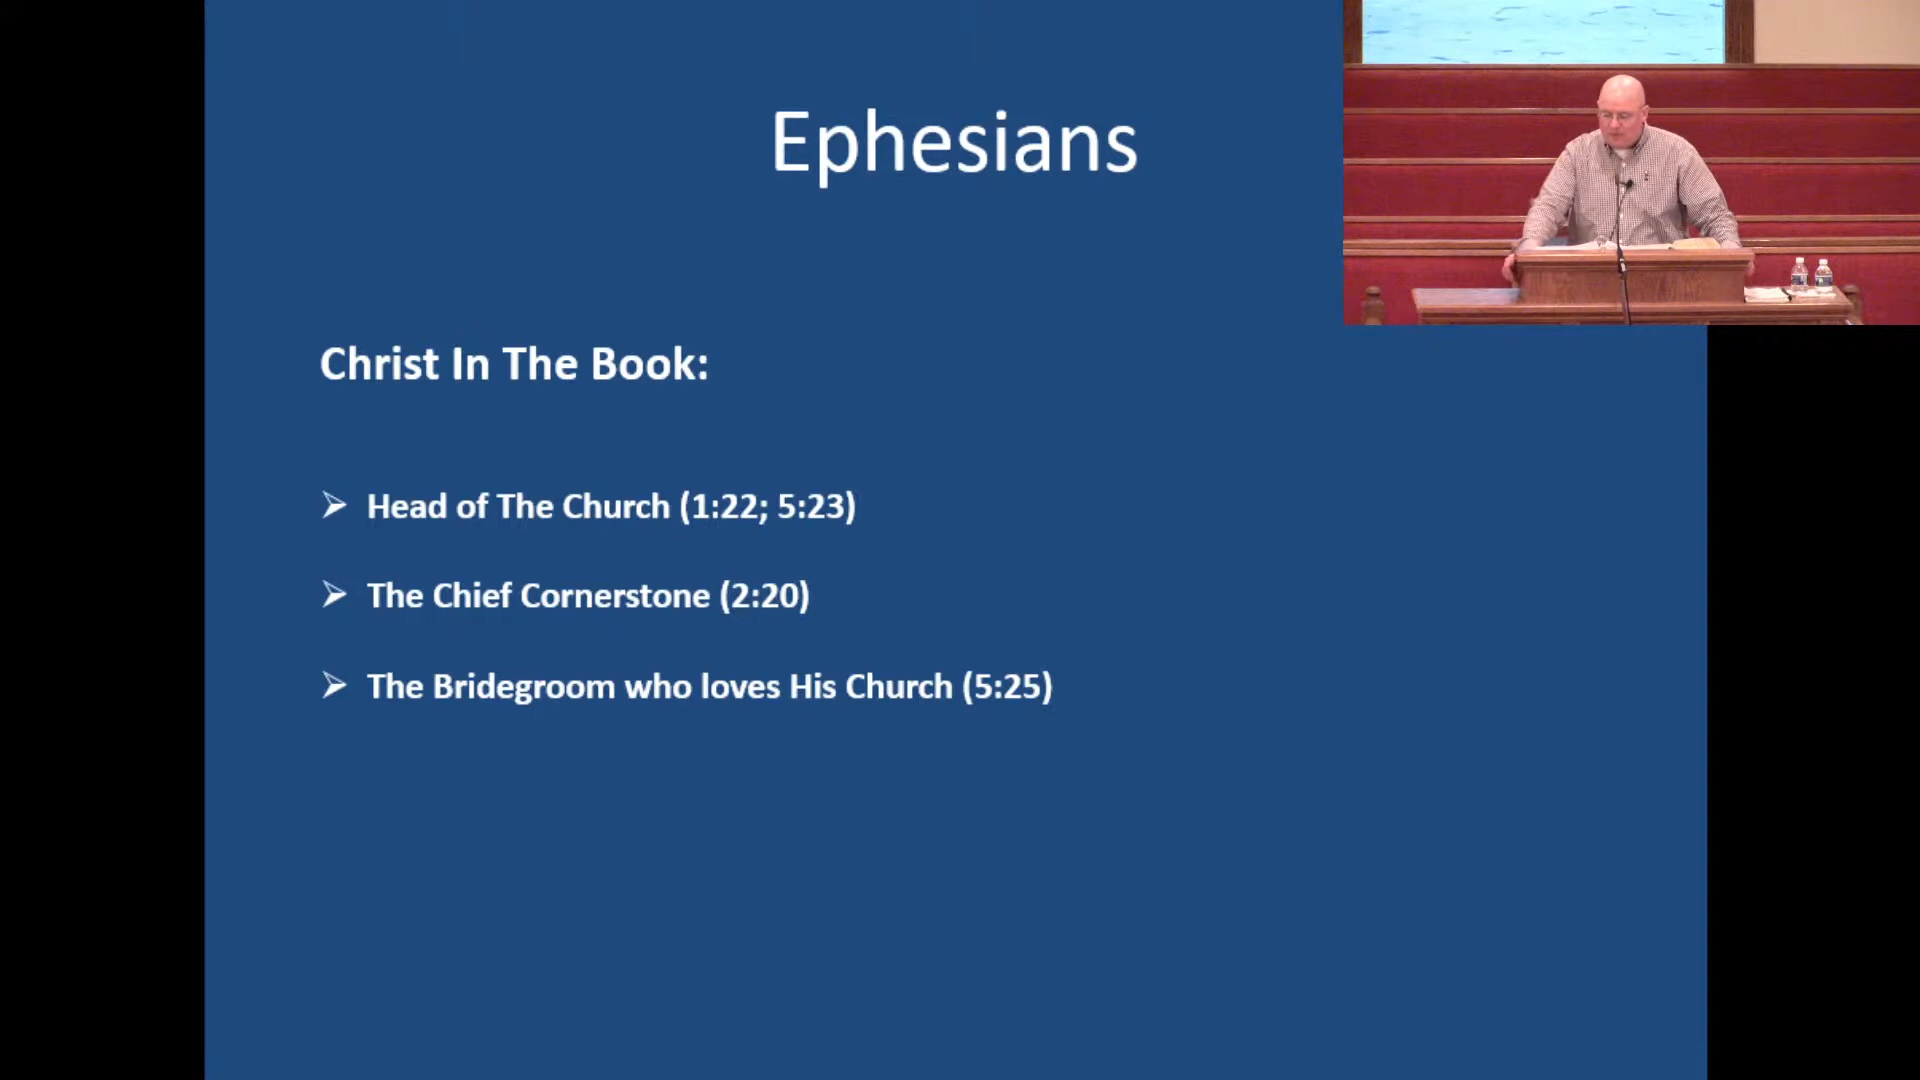 Ephesians
Christ In The Book:
➢ Head of The Church (1:22; 5:23)
➢ The Chief Cornerstone (2:20)
➢ The Bridegroom who loves His Church (5:25)